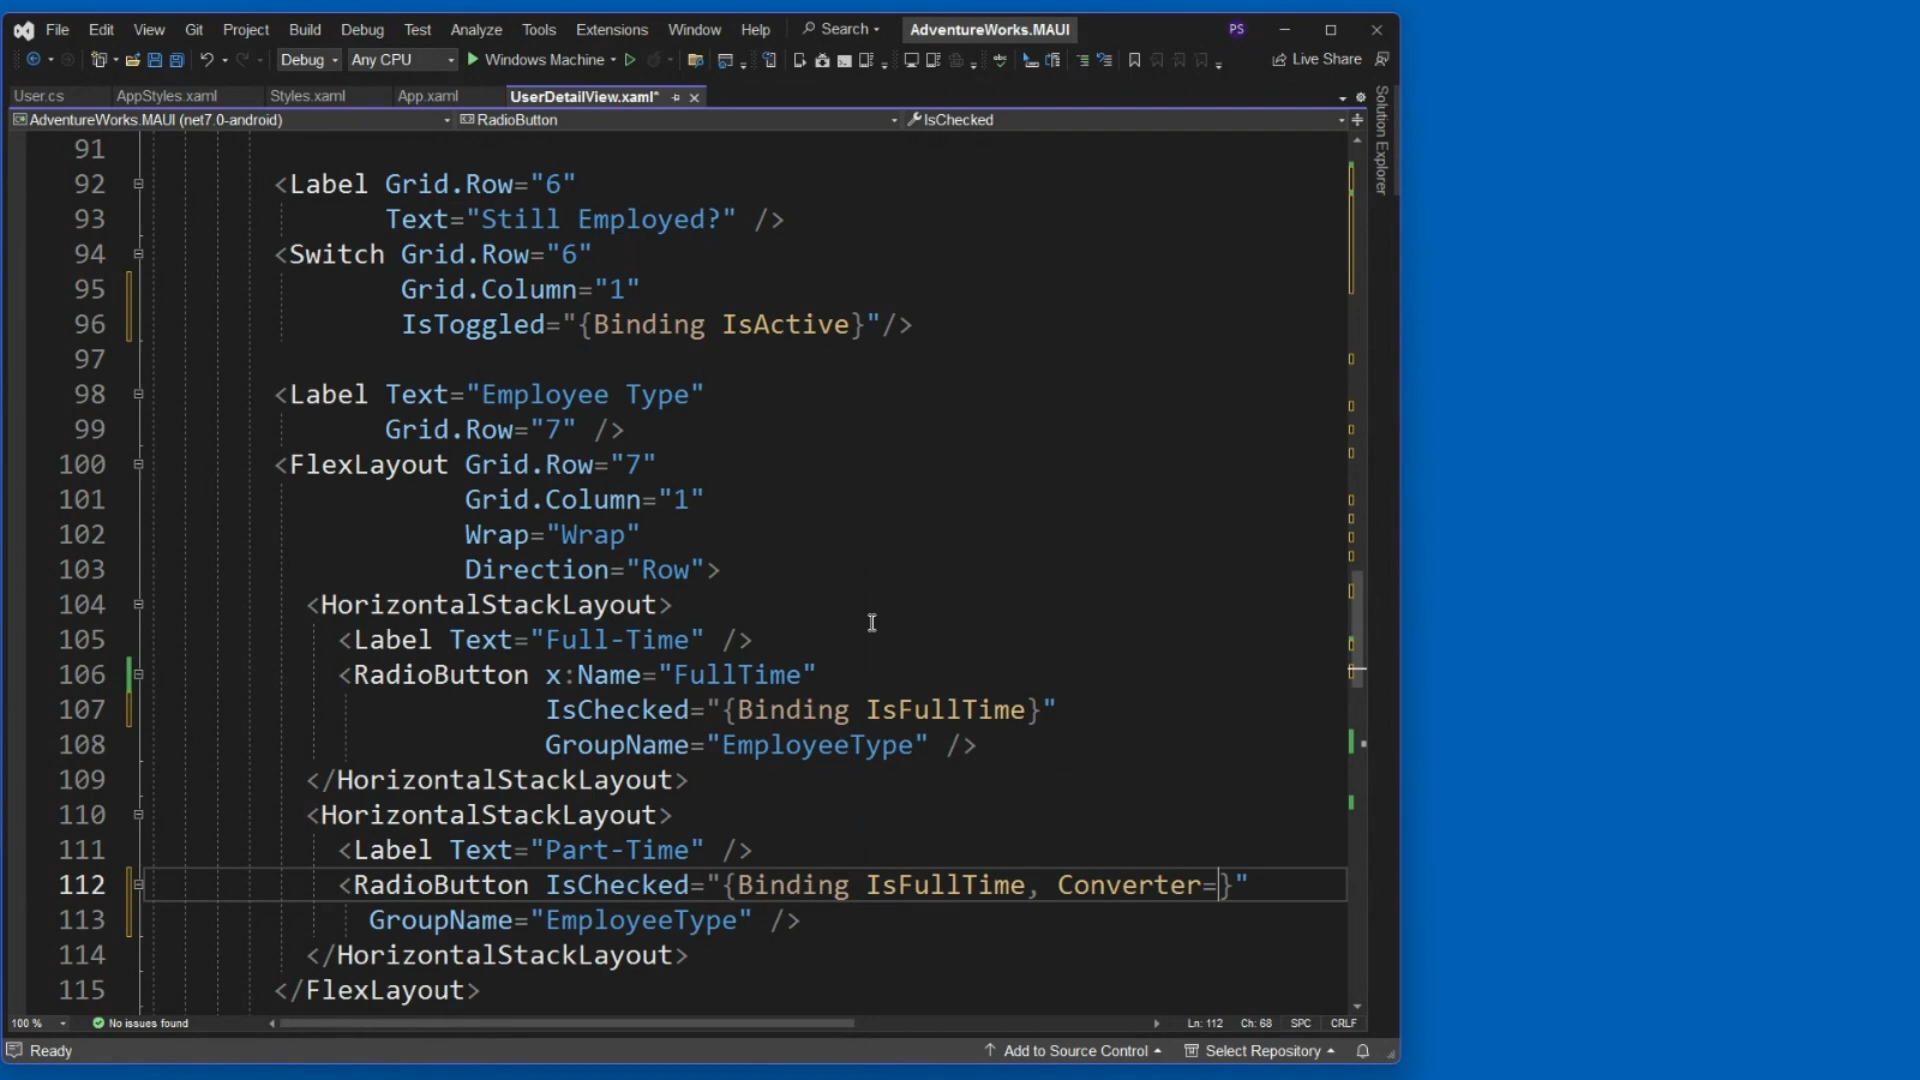 File Edit View Git Project Build Debug Test Analyze Tools Extensions Window Help Search AdventureWorks.MAUI PS
Debug Any CPU Windows Machine Live Share
User.cs AppStyles.xaml Styles.xaml App.xaml UserDetailView.xaml*
AdventureWorks.MAUI (net7.0-android) RadioButton IsChecked
Solution Explorer
91
92 <Label Grid.Row="6"
93 Text="Still Employed?" />
94 <Switch Grid.Row="6"
95 Grid.Column="1"
96 IsToggled="{Binding IsActive}"/>
97
98 <Label Text="Employee Type"
99 Grid.Row="7" />
100 <FlexLayout Grid.Row="7"
101 Grid.Column="1"
102 Wrap="Wrap"
103 Direction="Row">
104 <HorizontalStackLayout>
105 <Label Text="Full-Time" />
106 <RadioButton x:Name="FullTime"
107 IsChecked="{Binding IsFullTime}"
108 GroupName="EmployeeType" />
109 </HorizontalStackLayout>
110 <HorizontalStackLayout>
111 <Label Text="Part-Time" />
112 <RadioButton IsChecked="{Binding IsFullTime, Converter=}"
113 GroupName="EmployeeType" />
114 </HorizontalStackLayout>
115 </FlexLayout>
100 % No issues found Ln: 112 Ch: 68 SPC CRLF
Ready Add to Source Control Select Repository